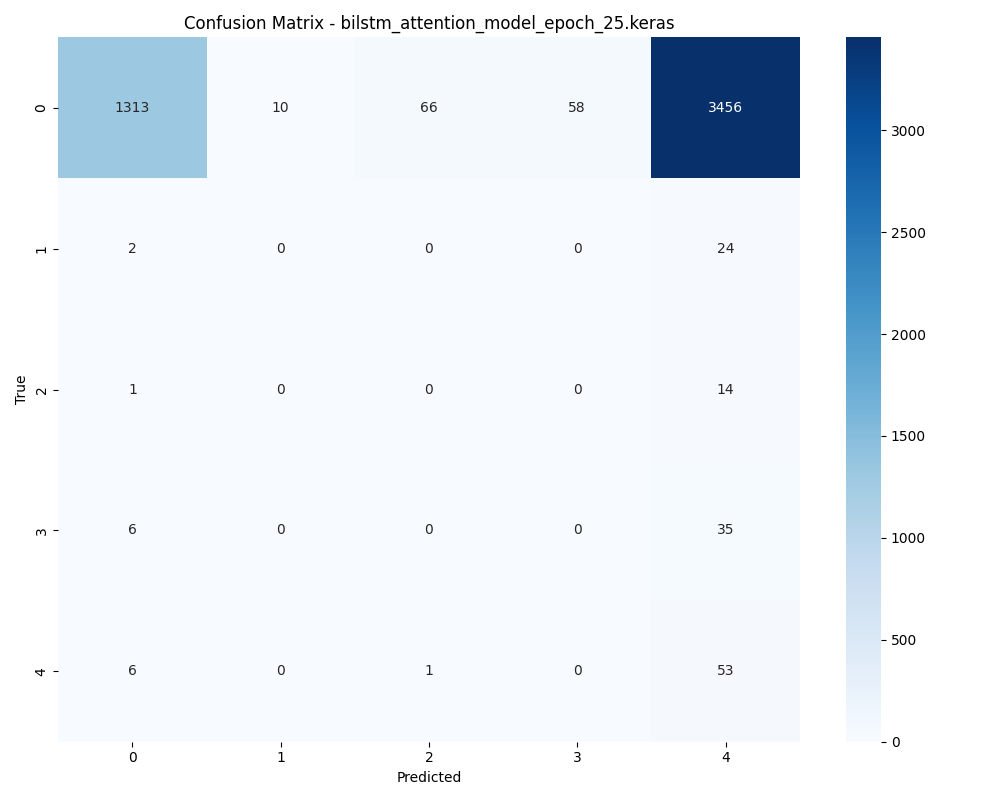 Confusion Matrix - bilstm_attention_model_epoch_25.keras
0 1313 10 66 58 3456
1 2 0 0 0 24
2 1 0 0 0 14
3 6 0 0 0 35
4 6 0 1 0 53
0 1 2 3 4
True
Predicted
3000
2500
2000
1500
1000
500
0